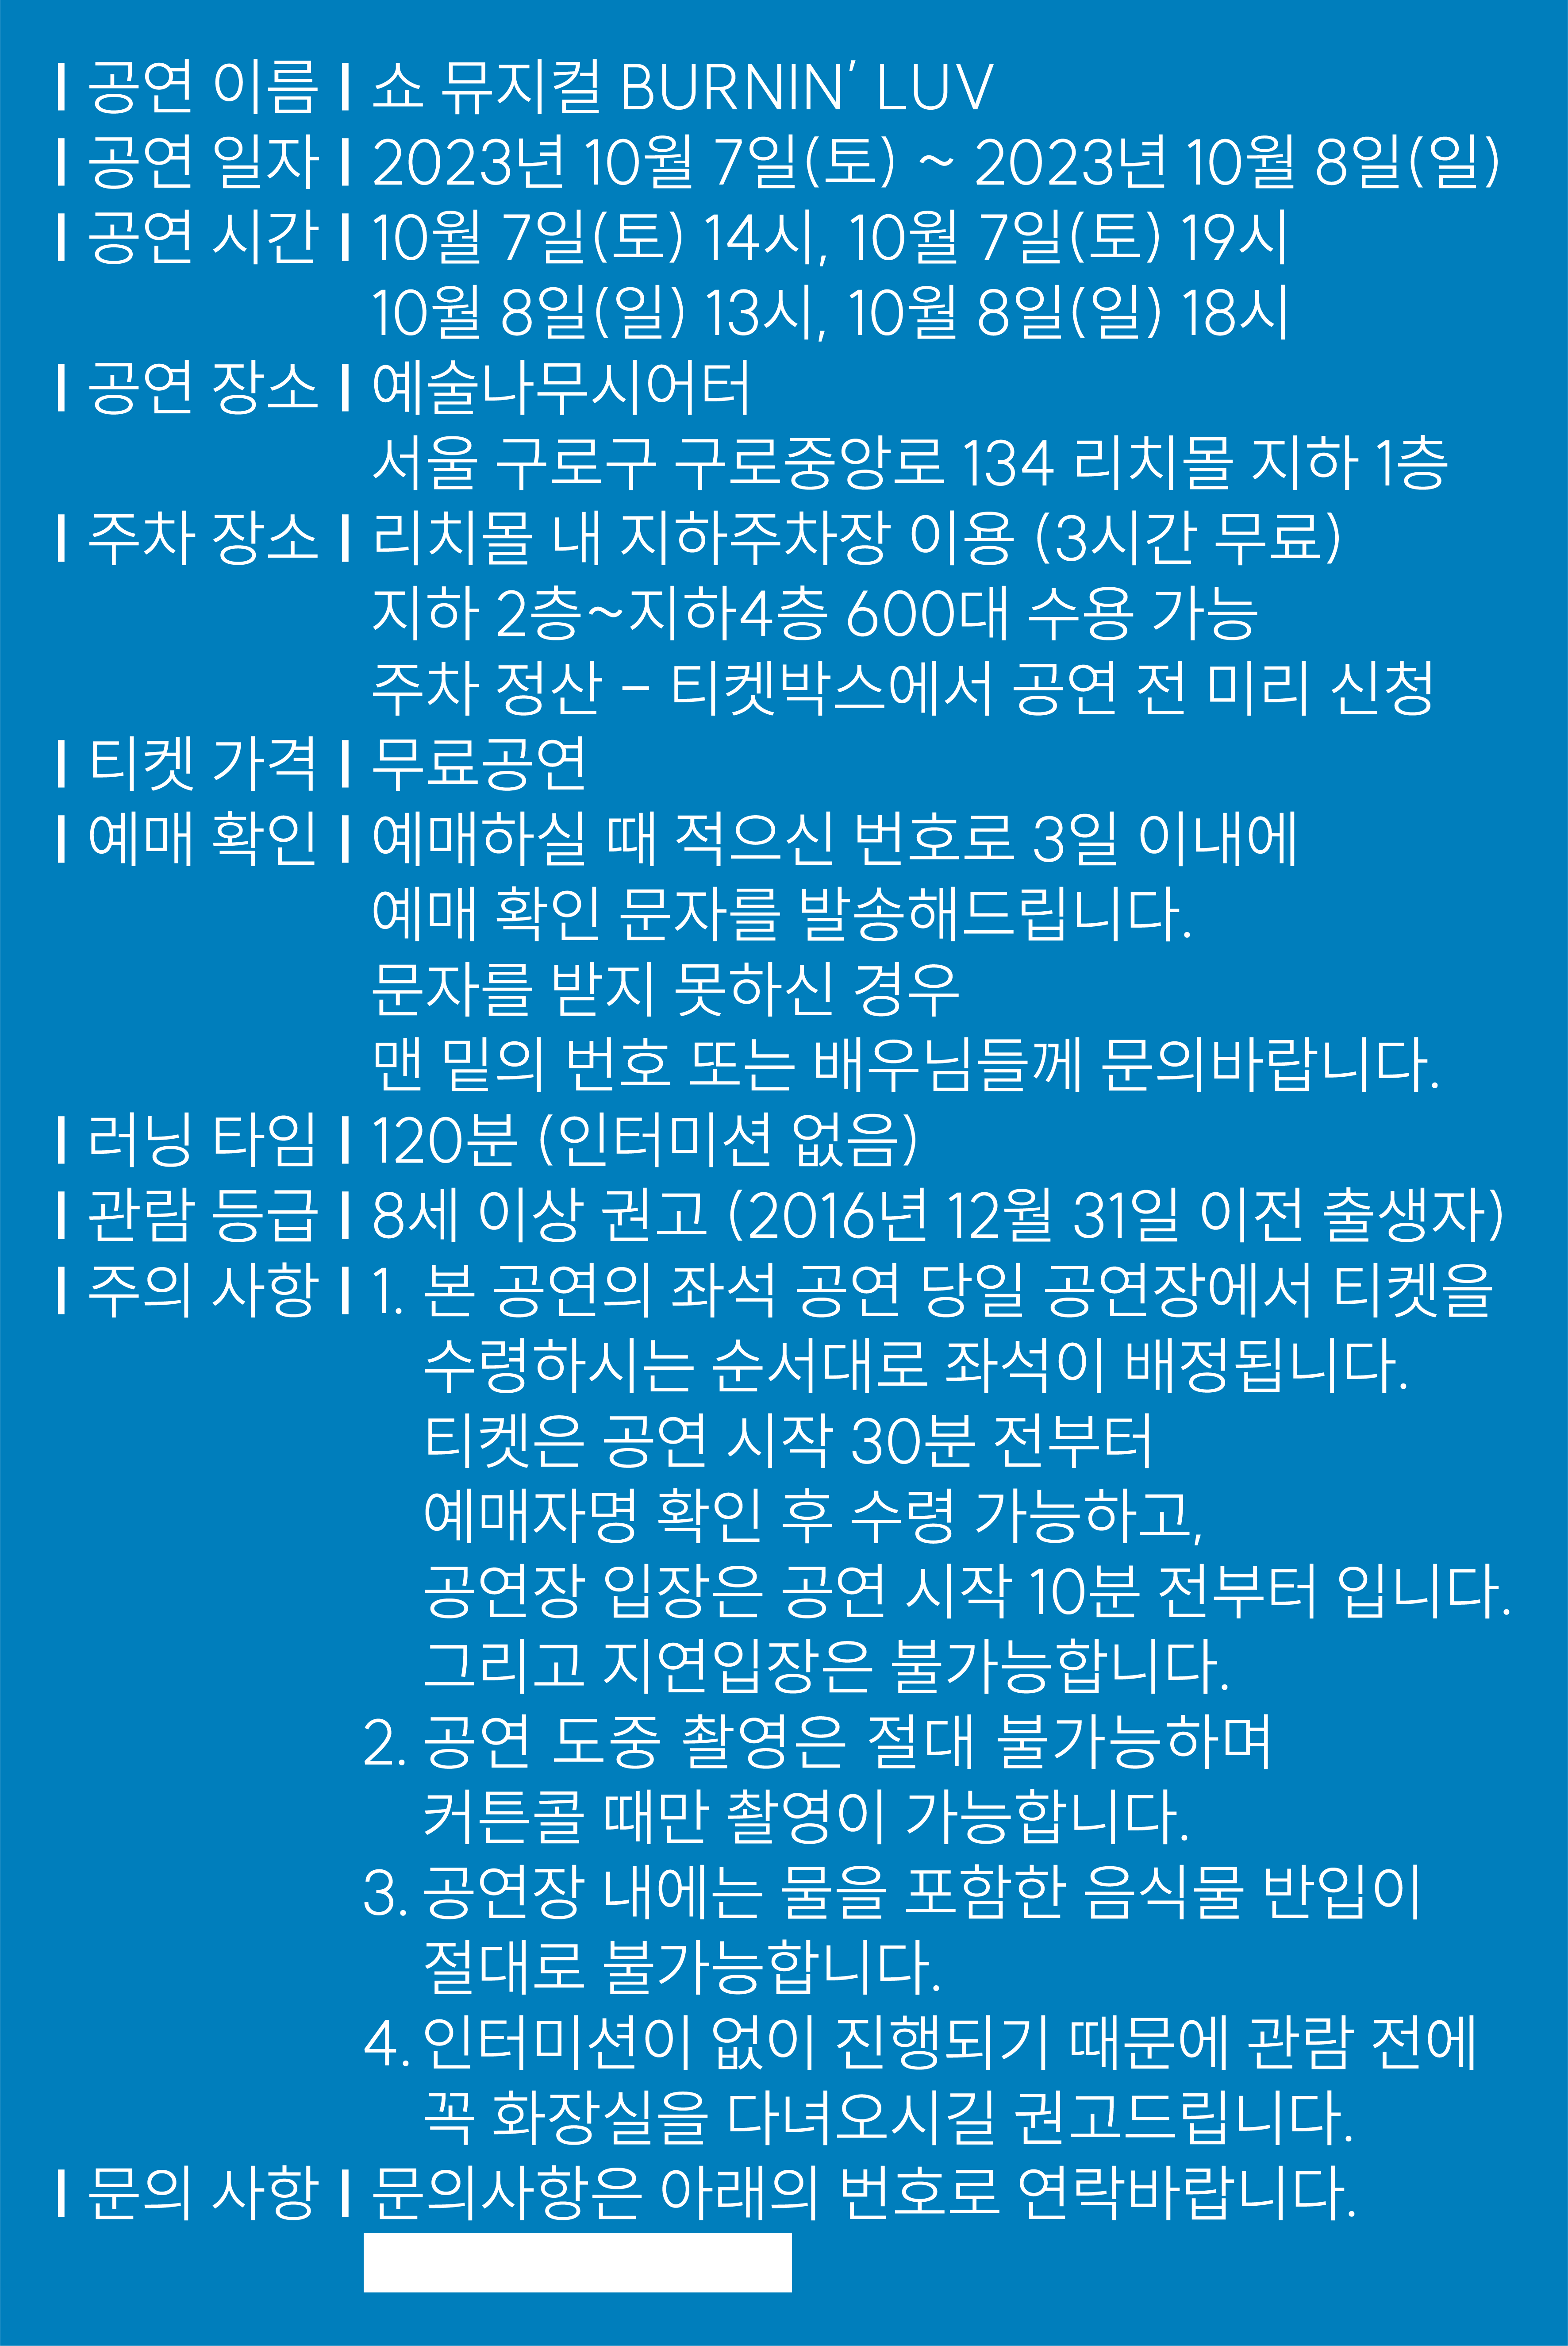 | 공연 이름 | 쇼 뮤지컬 BURNIN’ LUV
| 공연 일자 | 2023년 10월 7일(토) ~ 2023년 10월 8일(일)
| 공연 시간 | 10월 7일(토) 14시, 10월 7일(토) 19시
10월 8일(일) 13시, 10월 8일(일) 18시
| 공연 장소 | 예술나무시어터
서울 구로구 구로중앙로 134 리치몰 지하 1층
| 주차 장소 | 리치몰 내 지하주차장 이용 (3시간 무료)
지하 2층~지하4층 600대 수용 가능
주차 정산 – 티켓박스에서 공연 전 미리 신청
| 티켓 가격 | 무료공연
| 예매 확인 | 예매하실 때 적으신 번호로 3일 이내에
예매 확인 문자를 발송해드립니다.
문자를 받지 못하신 경우
맨 밑의 번호 또는 배우님들께 문의바랍니다.
| 러닝 타임 | 120분 (인터미션 없음)
| 관람 등급 | 8세 이상 권고 (2016년 12월 31일 이전 출생자)
| 주의 사항 | 1. 본 공연의 좌석 공연 당일 공연장에서 티켓을
수령하시는 순서대로 좌석이 배정됩니다.
티켓은 공연 시작 30분 전부터
예매자명 확인 후 수령 가능하고,
공연장 입장은 공연 시작 10분 전부터 입니다.
그리고 지연입장은 불가능합니다.
2. 공연 도중 촬영은 절대 불가능하며
커튼콜 때만 촬영이 가능합니다.
3. 공연장 내에는 물을 포함한 음식물 반입이
절대로 불가능합니다.
4. 인터미션이 없이 진행되기 때문에 관람 전에
꼭 화장실을 다녀오시길 권고드립니다.
| 문의 사항 | 문의사항은 아래의 번호로 연락바랍니다.